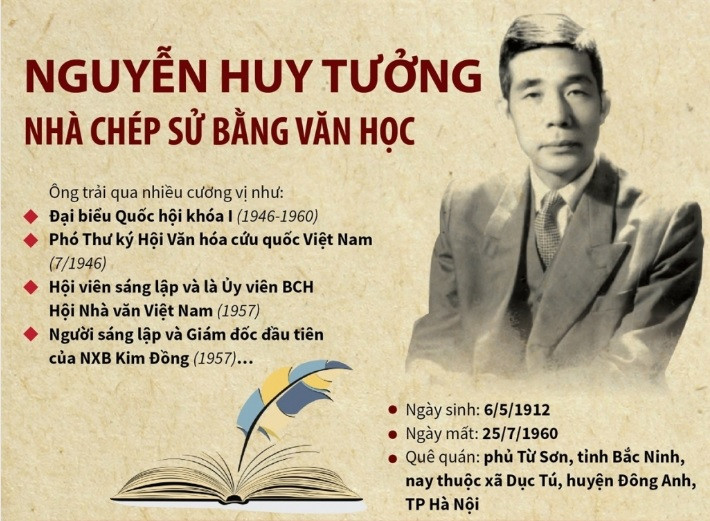 NGUYỄN HUY TƯỞNG
NHÀ CHÉP SỬ BẰNG VĂN HỌC
Ông trải qua nhiều cương vị như:
Đại biểu Quốc hội khóa I (1946-1960)
Phó Thư ký Hội Văn hóa cứu quốc Việt Nam
(7/1946)
Hội viên sáng lập và là Ủy viên BCH
Hội Nhà văn Việt Nam (1957)
Người sáng lập và Giám đốc đầu tiên
của NXB Kim Đồng (1957)...
Ngày sinh: 6/5/1912
Ngày mất: 25/7/1960
Quê quán: phủ Từ Sơn, tỉnh Bắc Ninh,
nay thuộc xã Dục Tú, huyện Đông Anh,
TP Hà Nội